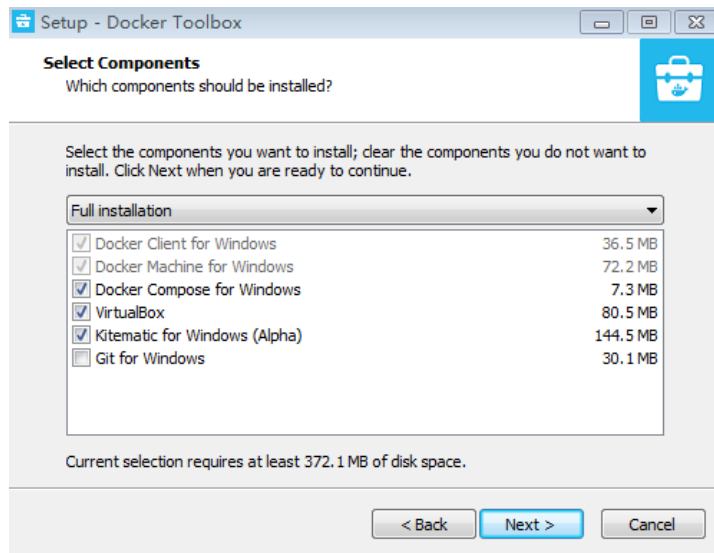 Setup - Docker Toolbox
Select Components
Which components should be installed?
Select the components you want to install; clear the components you do not want to
install. Click Next when you are ready to continue.
Full installation
Docker Client for Windows 36.5 MB
Docker Machine for Windows 72.2 MB
Docker Compose for Windows 7.3 MB
VirtualBox 80.5 MB
Kitematic for Windows (Alpha) 144.5 MB
Git for Windows 30.1 MB
Current selection requires at least 372.1 MB of disk space.
< Back Next > Cancel